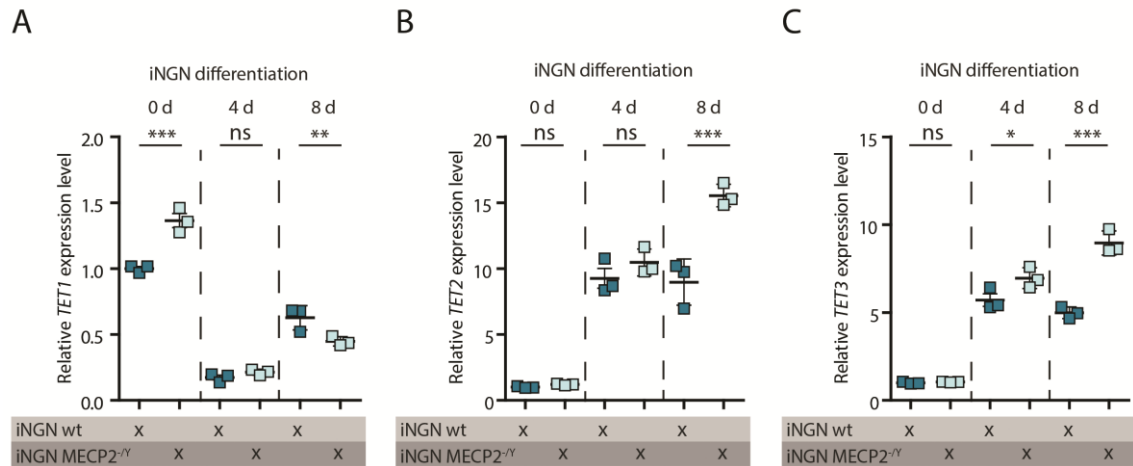 A
iNGN differentiation
0 d 4 d 8 d
*** ns **
Relative TET1 expression level
2.0
1.5
1.0
0.5
0.0
iNGN wt x x x
iNGN MECP2-/Y x x x
B
iNGN differentiation
0 d 4 d 8 d
ns ns ***
Relative TET2 expression level
20
15
10
5
0
iNGN wt x x x
iNGN MECP2-/Y x x x
C
iNGN differentiation
0 d 4 d 8 d
ns * ***
Relative TET3 expression level
15
10
5
0
iNGN wt x x x
iNGN MECP2-/Y x x x